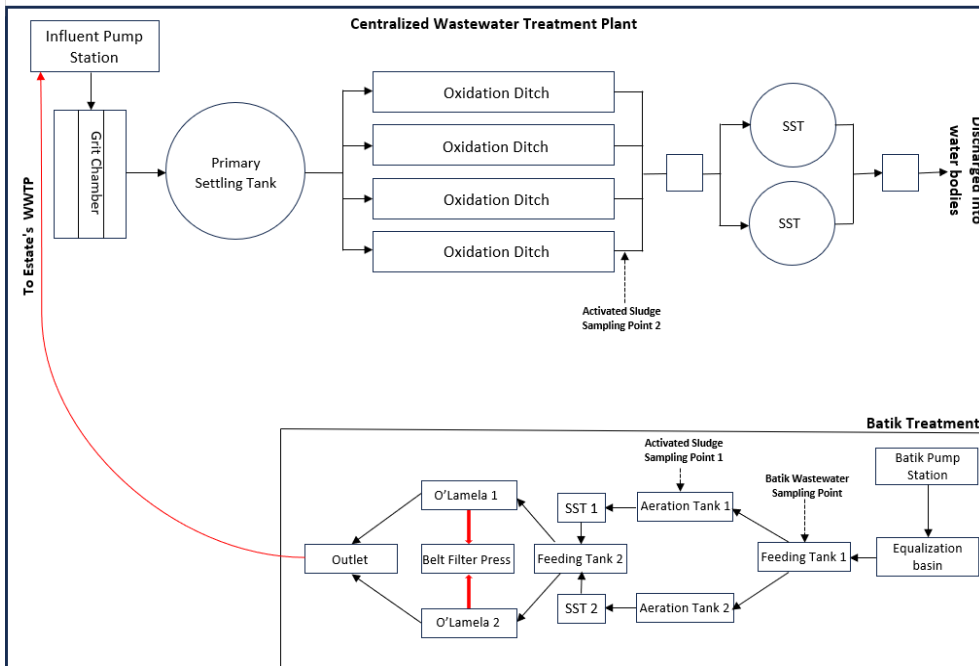 Centralized Wastewater Treatment Plant
Influent Pump
Station
Grit Chamber
Primary
Settling Tank
Oxidation Ditch
Oxidation Ditch
Oxidation Ditch
Oxidation Ditch
SST
SST
Discharged into
water bodies
To Estate's WWTP
Activated Sludge
Sampling Point 2
Batik Treatment
Activated Sludge
Sampling Point 1
Batik Wastewater
Sampling Point
Batik Pump
Station
O'Lamela 1
SST 1
Aeration Tank 1
Outlet
Belt Filter Press
Feeding Tank 2
Feeding Tank 1
Equalization
basin
O'Lamela 2
SST 2
Aeration Tank 2